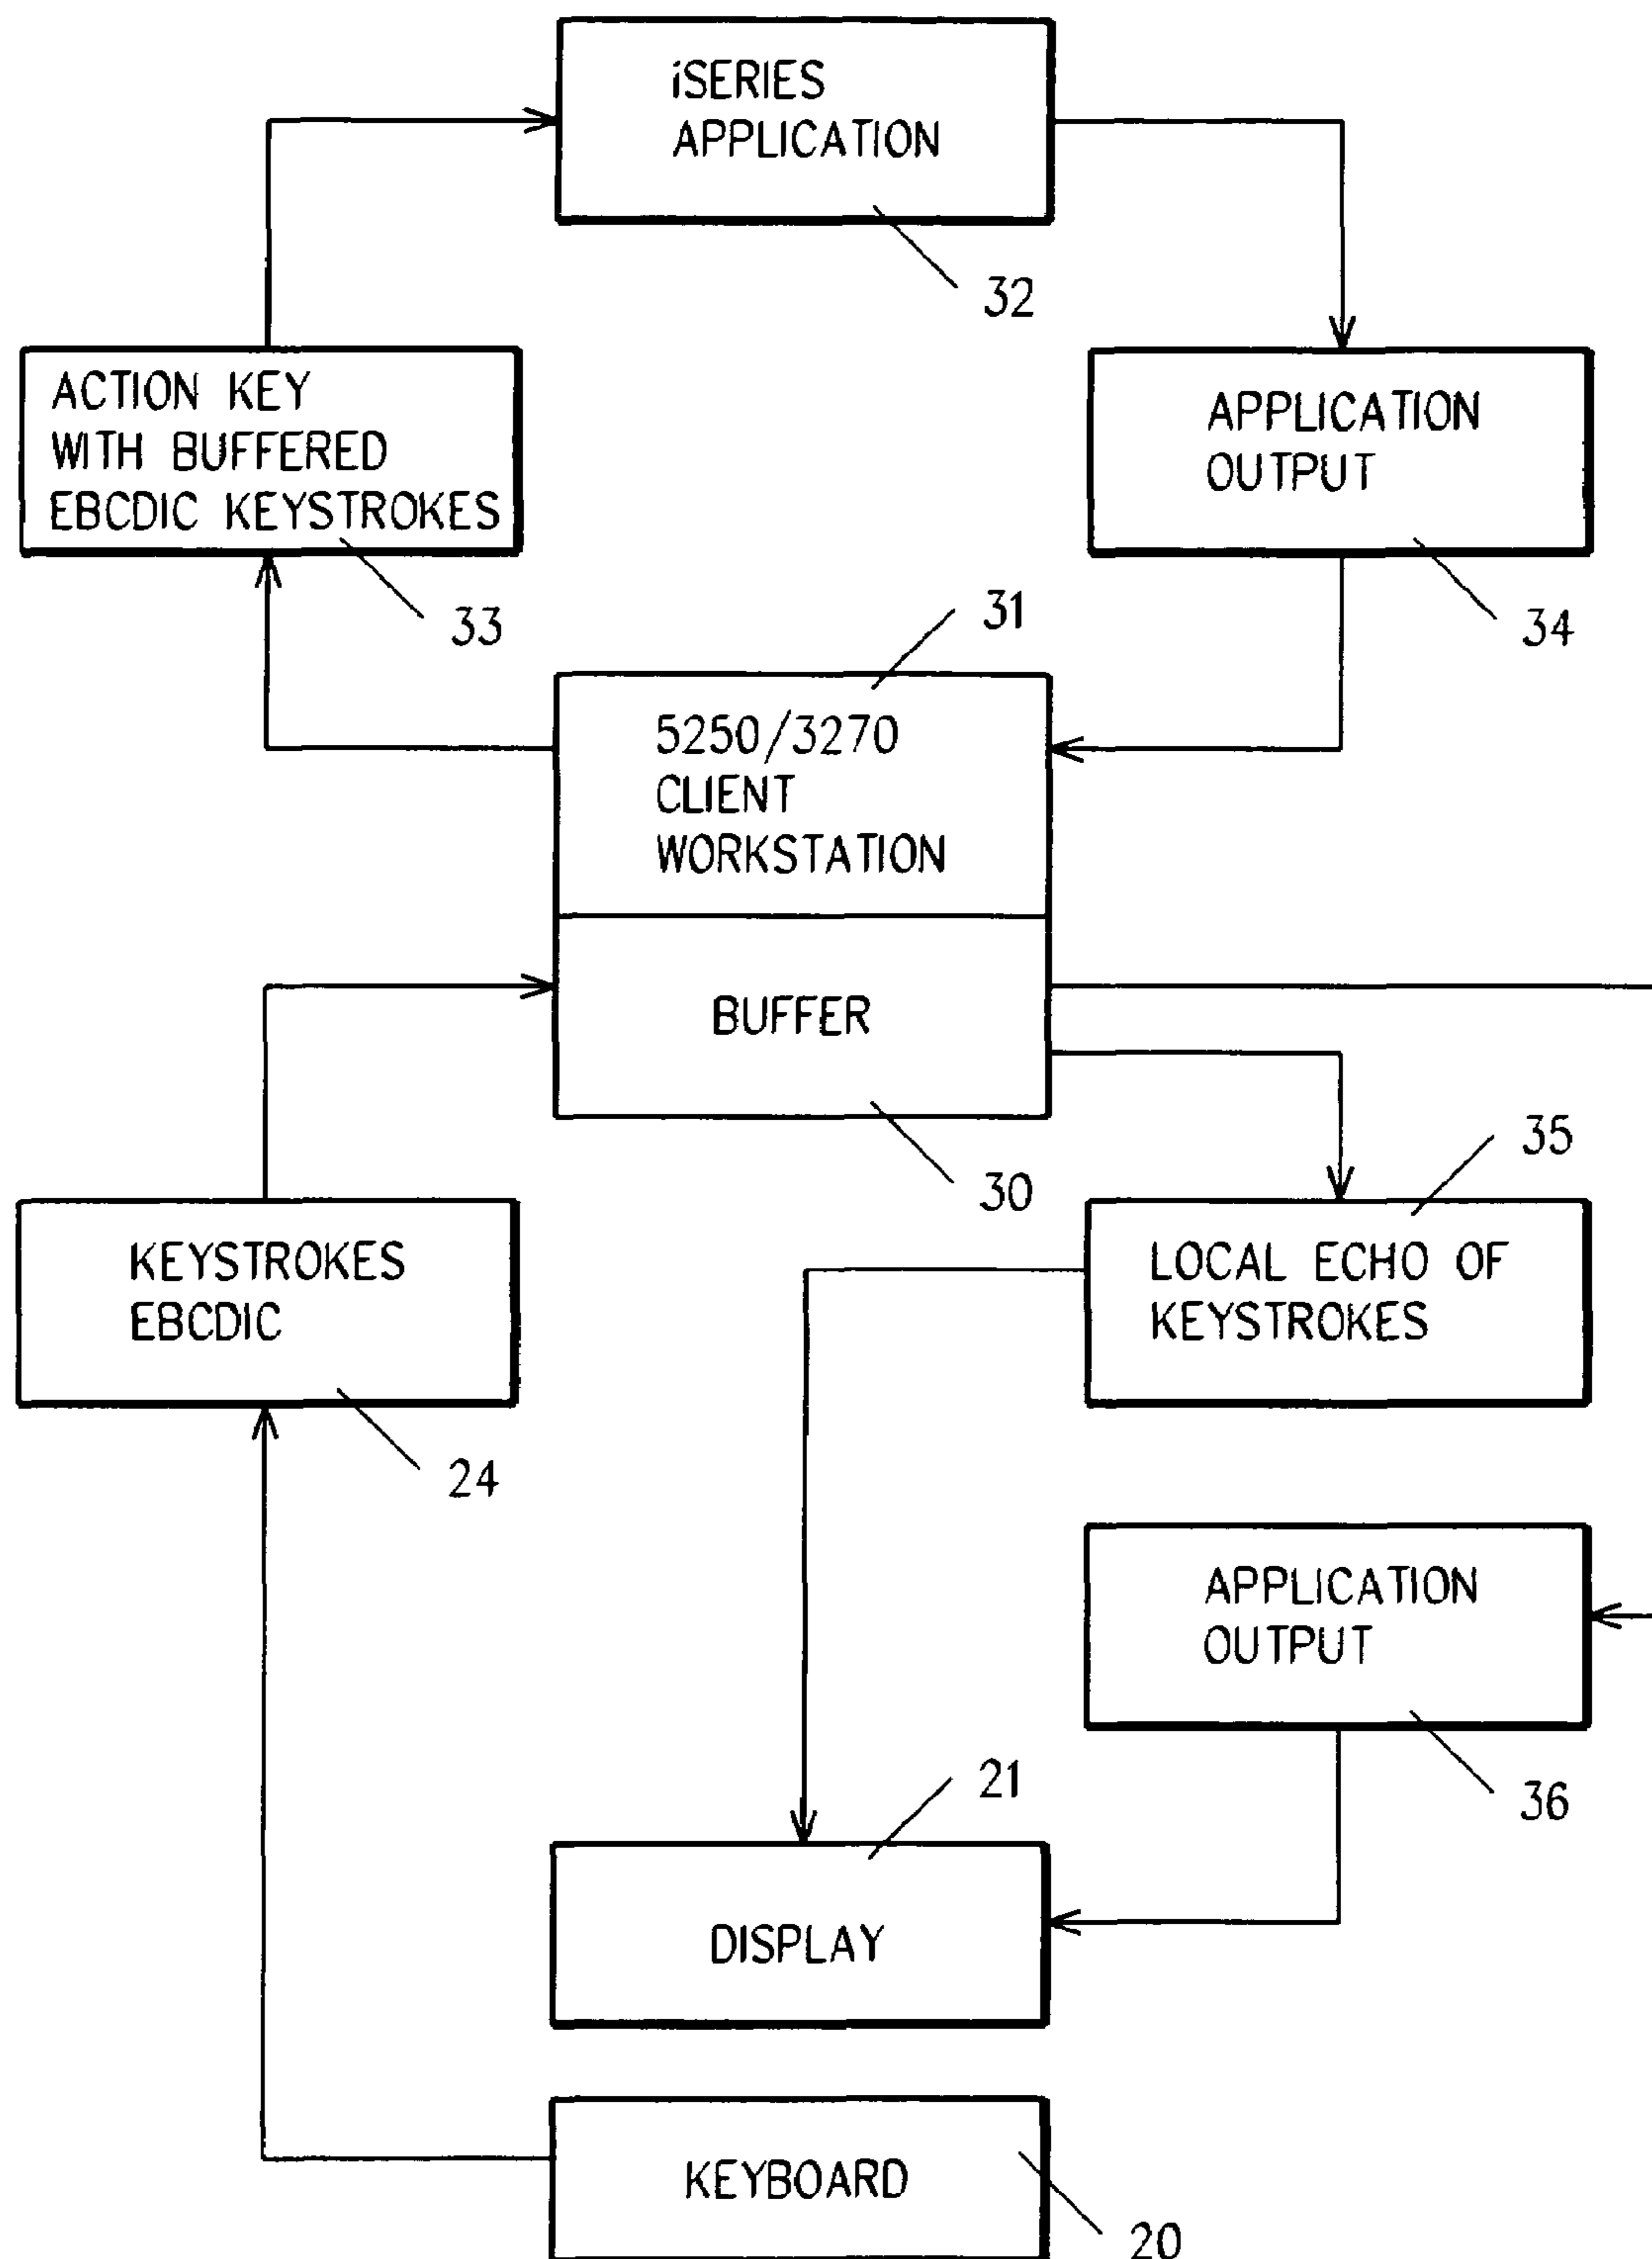 iSERIES
APPLICATION
32
ACTION KEY
WITH BUFFERED
EBCDIC KEYSTROKES
33
APPLICATION
OUTPUT
34
31
5250/3270
CLIENT
WORKSTATION
BUFFER
30
35
KEYSTROKES
EBCDIC
24
LOCAL ECHO OF
KEYSTROKES
APPLICATION
OUTPUT
36
21
DISPLAY
KEYBOARD
20